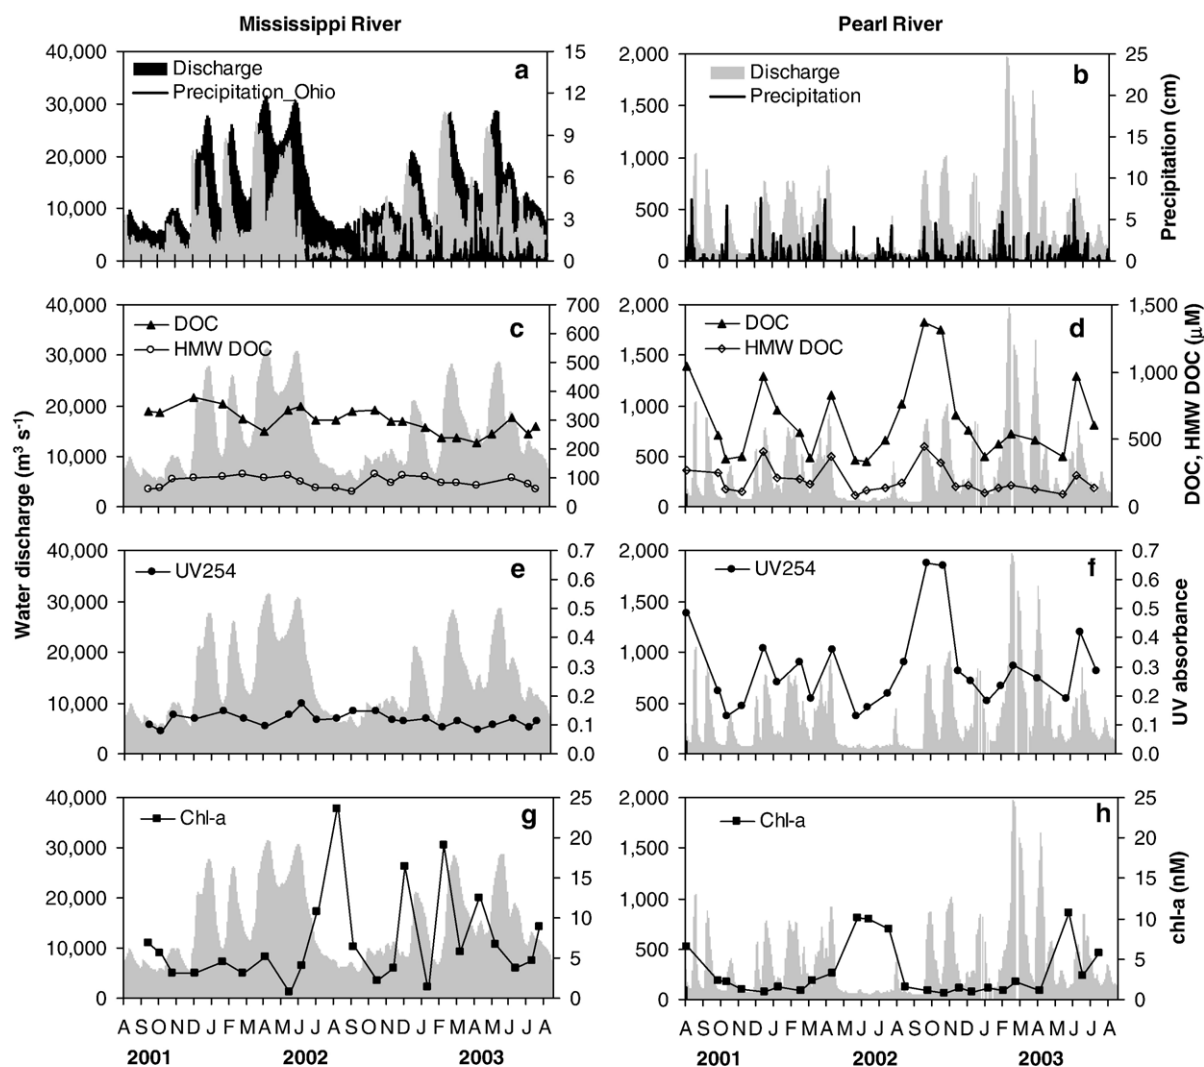 Mississippi River
Pearl River
40,000
30,000
20,000
10,000
0
Discharge
Precipitation_Ohio
a
15
12
9
6
3
0
2,000
1,500
1,000
500
0
Discharge
Precipitation
b
25
20
15
10
5
0
Precipitation (cm)
40,000
30,000
20,000
10,000
0
DOC
HMW DOC
c
700
600
500
400
300
200
100
0
2,000
1,500
1,000
500
0
DOC
HMW DOC
d
1,500
1,000
500
0
DOC, HMW DOC (μM)
Water discharge (m³ s⁻¹)
40,000
30,000
20,000
10,000
0
UV254
e
0.7
0.6
0.5
0.4
0.3
0.2
0.1
0.0
2,000
1,500
1,000
500
0
UV254
f
0.7
0.6
0.5
0.4
0.3
0.2
0.1
0.0
UV absorbance
40,000
30,000
20,000
10,000
0
Chl-a
g
25
20
15
10
5
0
2,000
1,500
1,000
500
0
Chl-a
h
25
20
15
10
5
0
chl-a (nM)
A S O N D J F M A M J J A S O N D J F M A M J J A
2001 2002 2003
A S O N D J F M A M J J A S O N D J F M A M J J A
2001 2002 2003